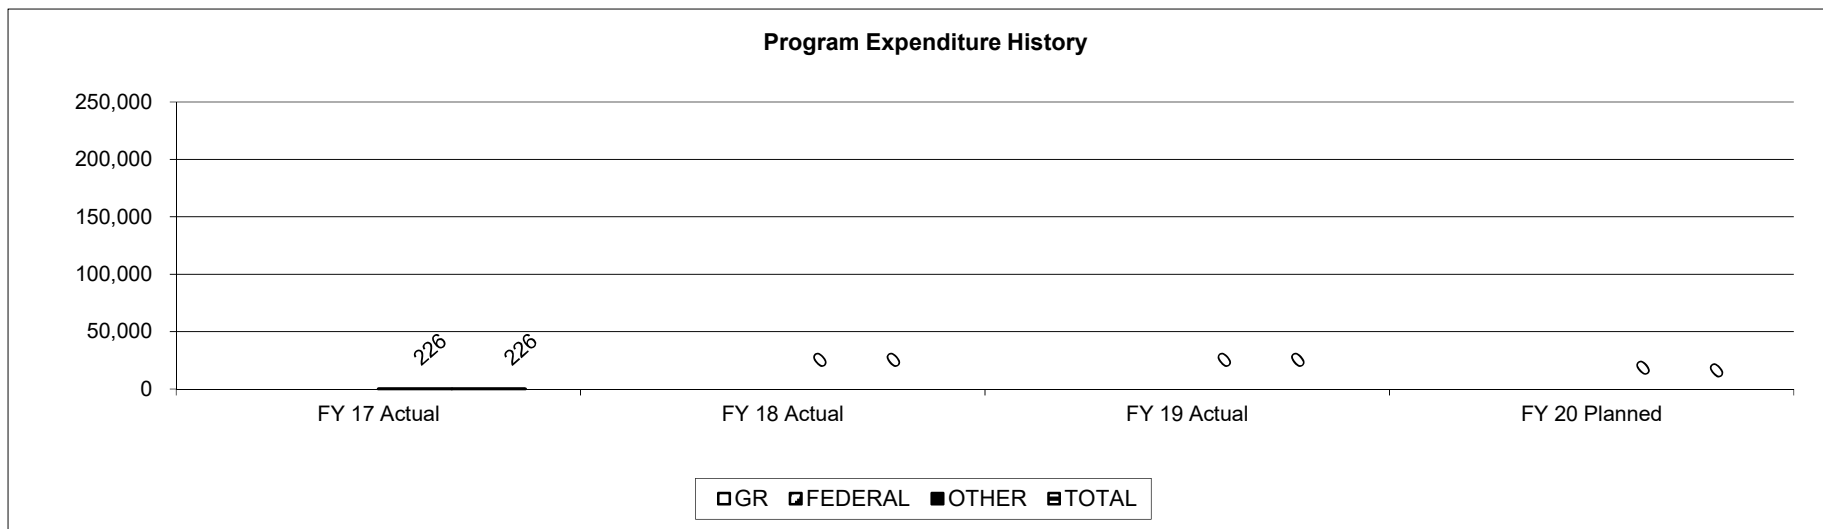 Program Expenditure History
250,000
200,000
150,000
100,000
50,000
0
226 226 0 0 0 0 0 0
FY 17 Actual FY 18 Actual FY 19 Actual FY 20 Planned
GR FEDERAL OTHER TOTAL